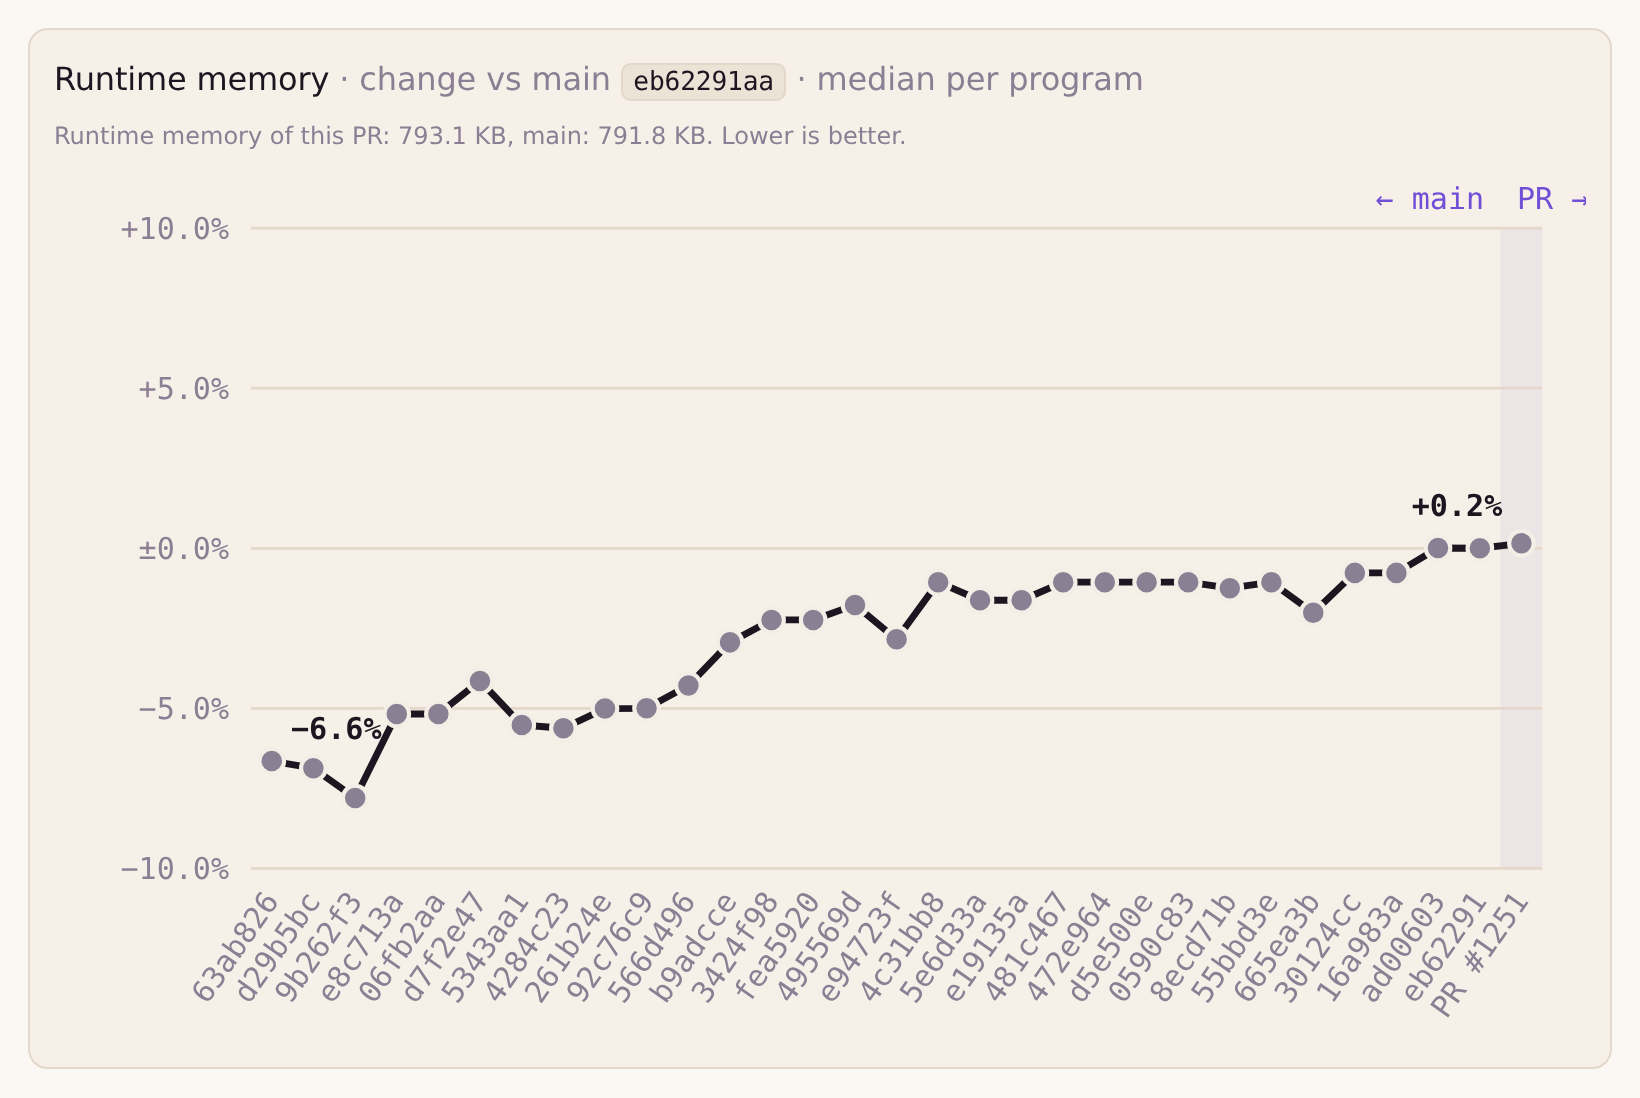 Runtime memory · change vs main eb62291aa · median per program
Runtime memory of this PR: 793.1 KB, main: 791.8 KB. Lower is better.
← main PR →
+10.0%
+5.0%
±0.0%
−5.0%
−10.0%
+0.2%
−6.6%
63ab826
d29b5bc
9b262f3
e8c713a
06fb2aa
d7f2e47
5343aa1
4284c23
261b24e
92c76c9
566d496
b9adcce
3424f98
fea5920
495569d
e94723f
4c31bb8
5e6d33a
e19135a
481c467
472e964
d5e500e
0590c83
8ecd71b
55bbd3e
665ea3b
30124cc
16a983a
ad00603
eb62291
PR #1251